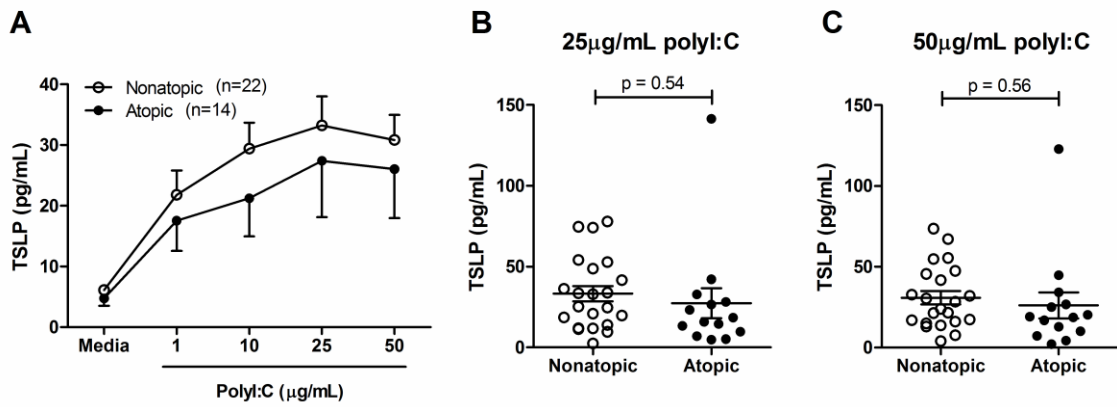 A
Nonatopic (n=22)
Atopic (n=14)
TSLP (pg/mL)
40
30
20
10
0
Media
1
10
25
50
PolyI:C (μg/mL)
B
25μg/mL polyI:C
p = 0.54
TSLP (pg/mL)
150
100
50
0
Nonatopic
Atopic
C
50μg/mL polyI:C
p = 0.56
TSLP (pg/mL)
150
100
50
0
Nonatopic
Atopic